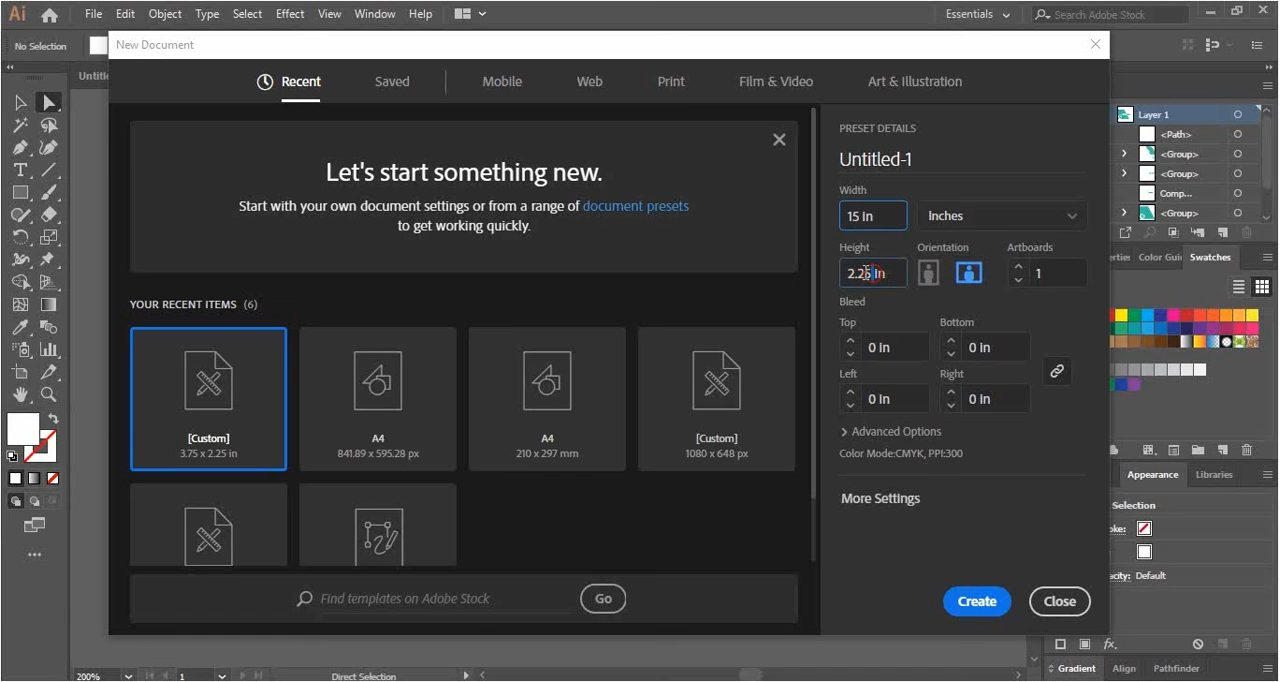 Ai File Edit Object Type Select Effect View Window Help Essentials Search Adobe Stock
No Selection
New Document
Recent Saved Mobile Web Print Film & Video Art & Illustration
Let's start something new.
Start with your own document settings or from a range of document presets
to get working quickly.
YOUR RECENT ITEMS (6)
[Custom]
3.75 x 2.25 in
A4
841.89 x 595.28 px
A4
210 x 297 mm
[Custom]
1080 x 648 px
Find templates on Adobe Stock Go
PRESET DETAILS
Untitled-1
Width
15 in Inches
Height Orientation Artboards
2.25 in 1
Bleed
Top Bottom
0 in 0 in
Left Right
0 in 0 in
Advanced Options
Color Mode:CMYK, PPI:300
More Settings
Create Close
Layer 1
<Path>
<Group>
<Group>
Comp...
<Group>
Color Gui Swatches
Appearance Libraries
Selection
Default
fx.
Gradient Align Pathfinder
200% 1 Direct Selection